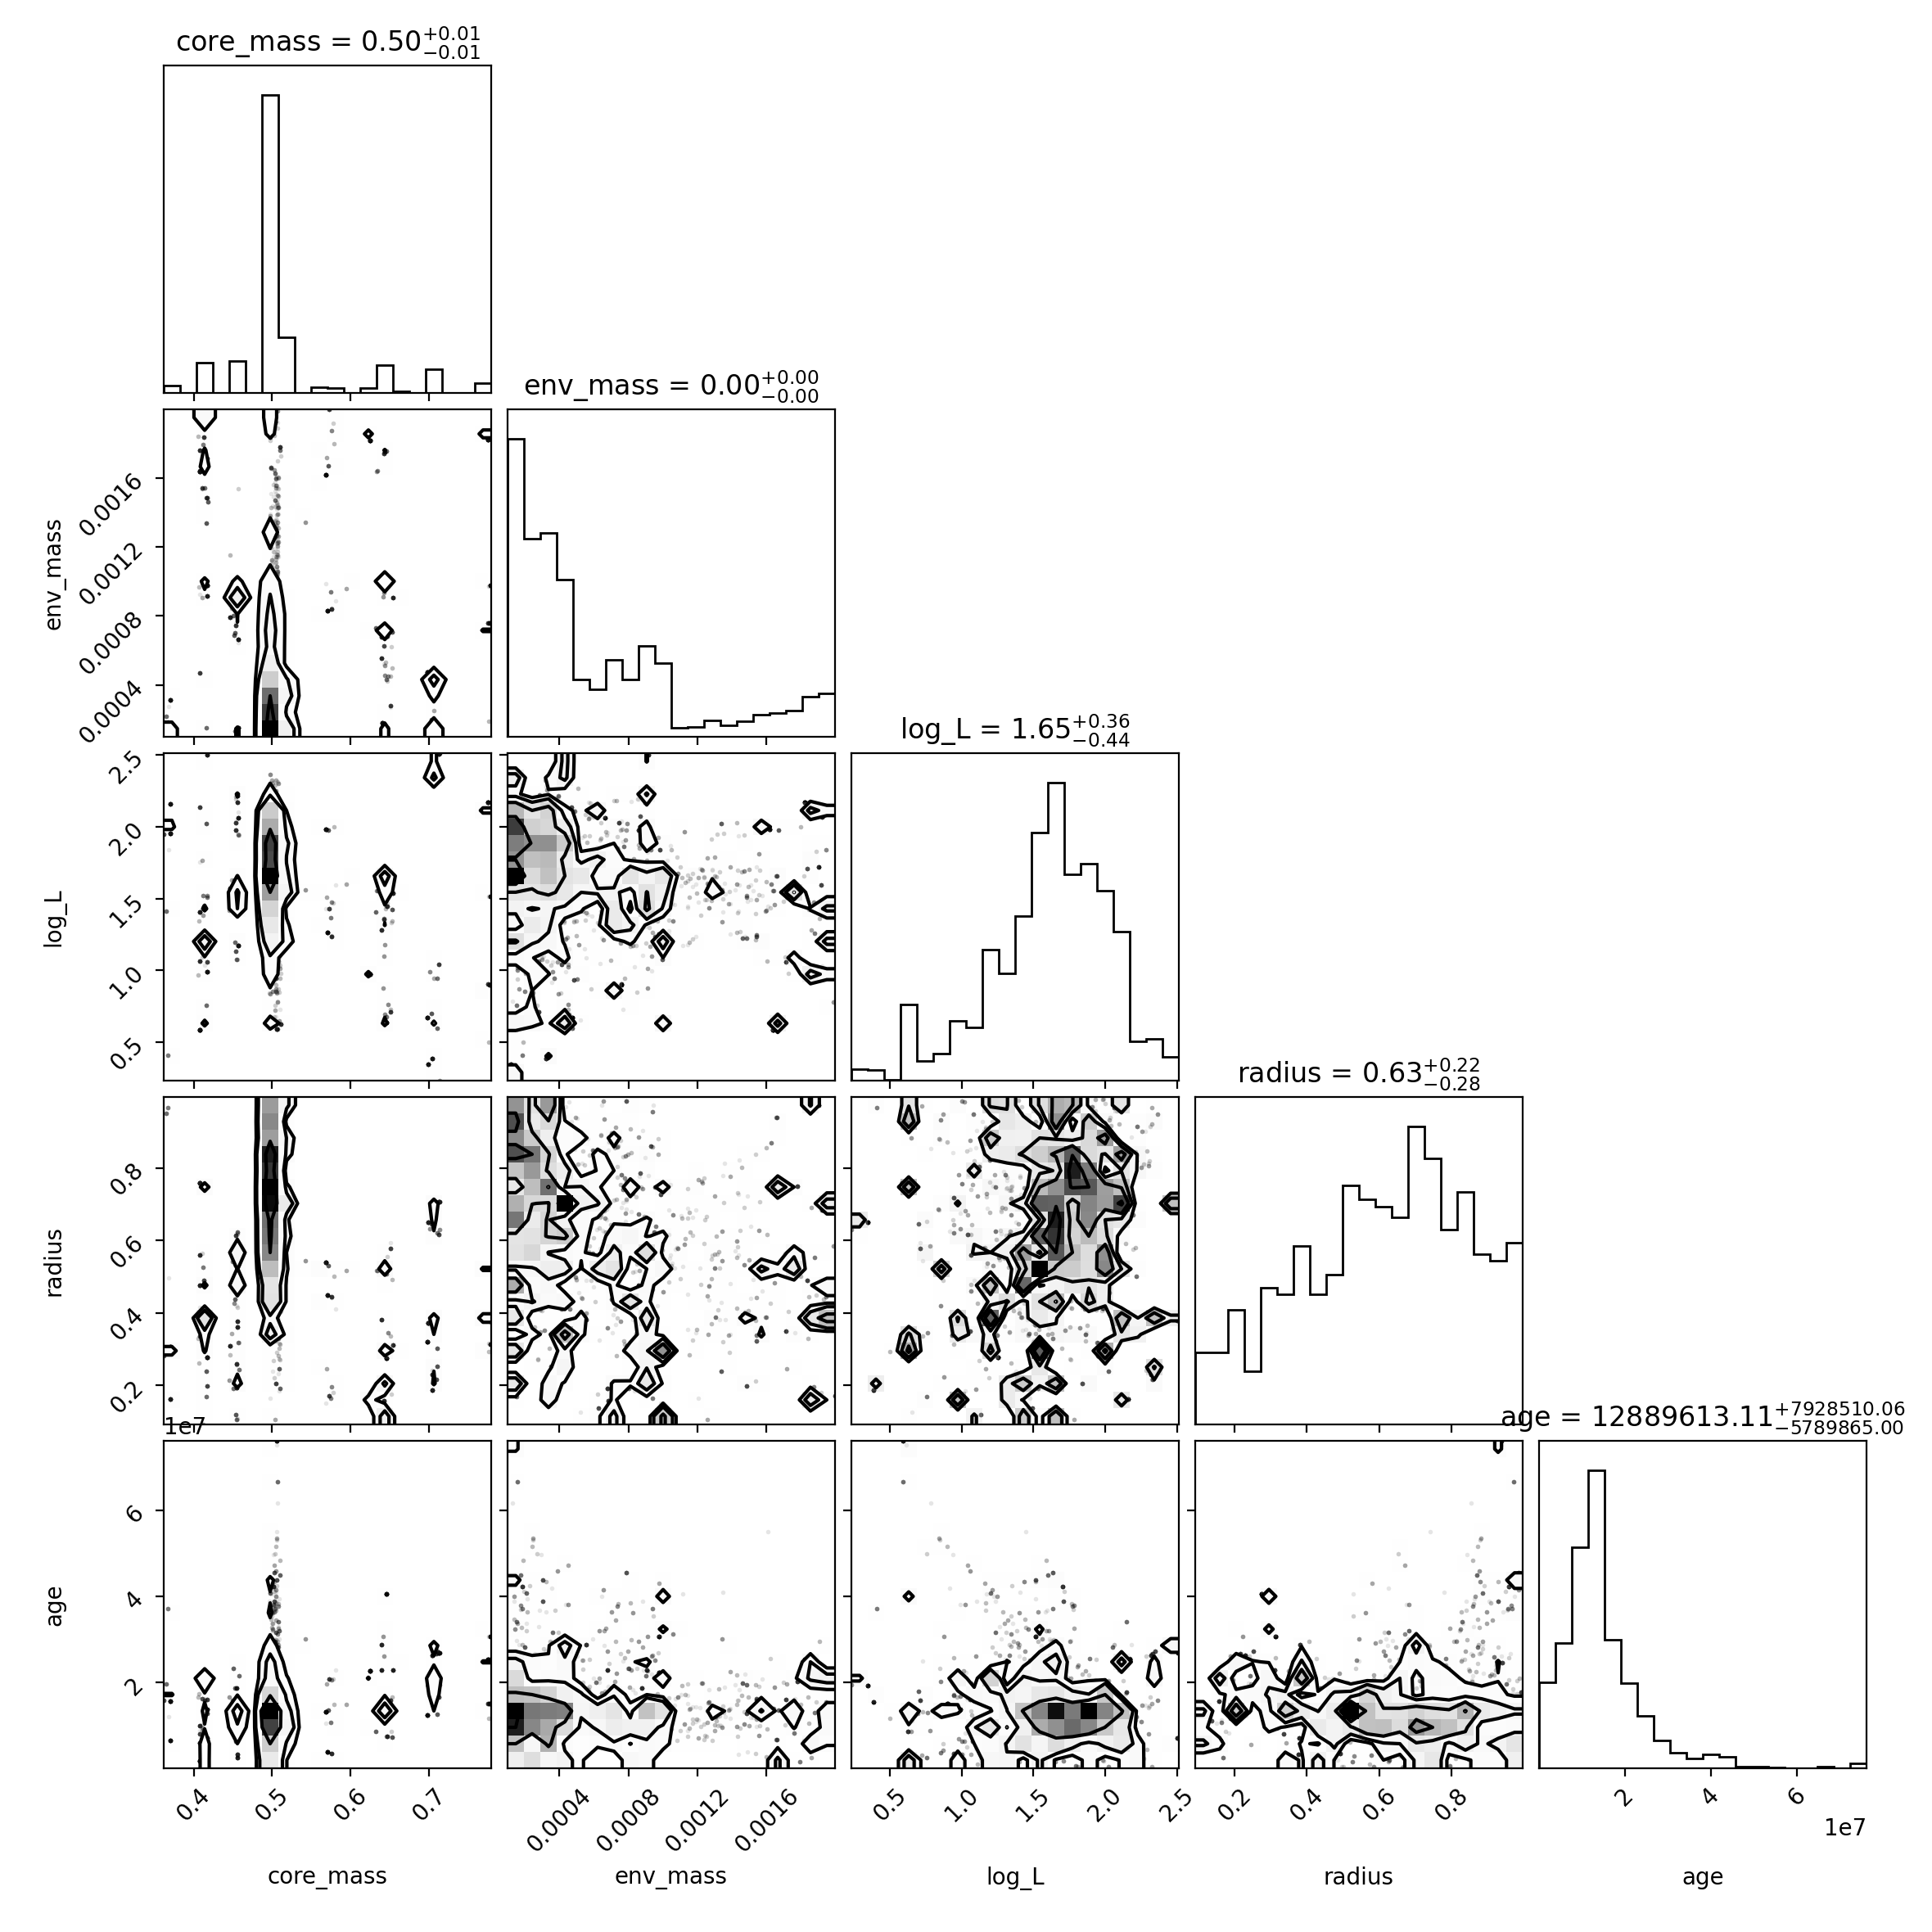 core_mass = 0.50+0.01−0.01
env_mass = 0.00+0.00−0.00
env_mass
0.0016
0.0012
0.0008
0.0004
log_L = 1.65+0.36−0.44
log_L
2.5
2.0
1.5
1.0
0.5
radius = 0.63+0.22−0.28
radius
0.8
0.6
0.4
0.2
1e7
age = 12889613.11+7928510.06−5789865.00
age
6
4
2
0.4 0.5 0.6 0.7
0.0004 0.0008 0.0012 0.0016
0.5 1.0 1.5 2.0 2.5
0.2 0.4 0.6 0.8
2 4 6
1e7
core_mass env_mass log_L radius age